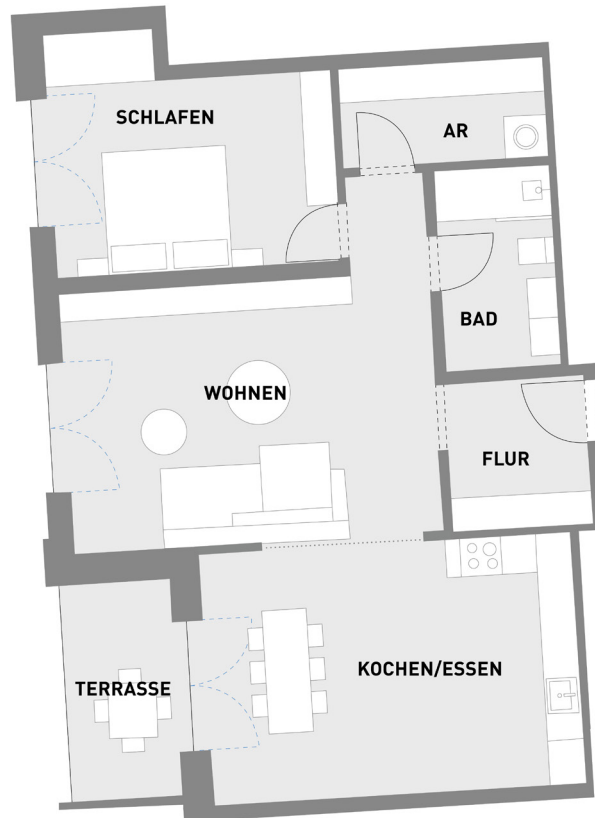 SCHLAFEN
AR
BAD
WOHNEN
FLUR
KOCHEN/ESSEN
TERRASSE